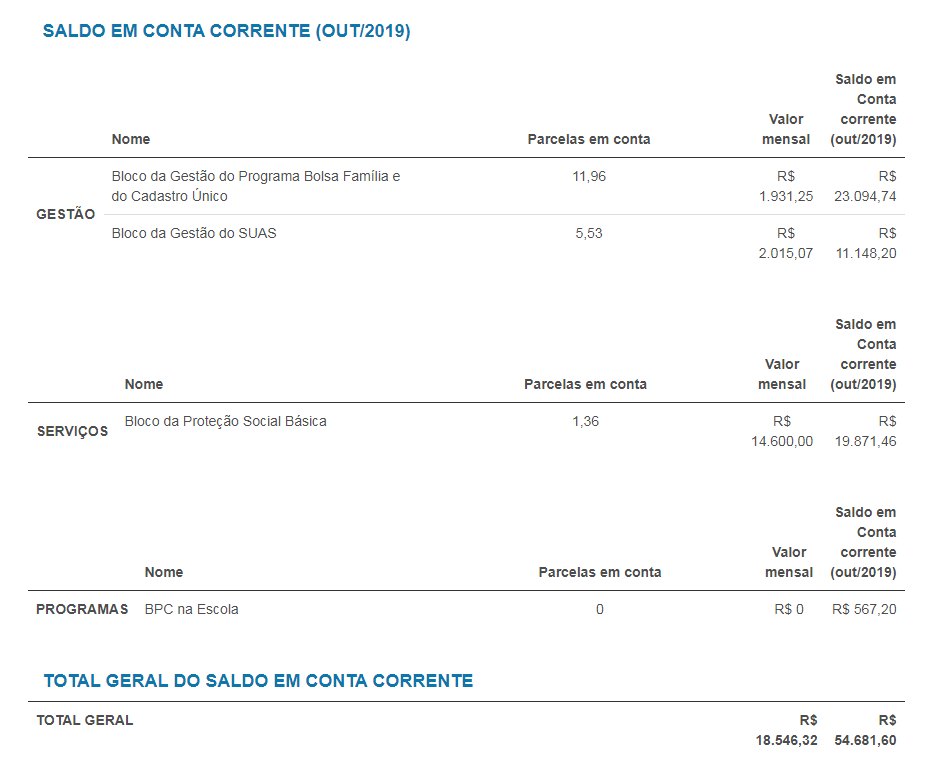 SALDO EM CONTA CORRENTE (OUT/2019)
Nome
Parcelas em conta
Valor
mensal
Saldo em
Conta
corrente
(out/2019)
GESTÃO
Bloco da Gestão do Programa Bolsa Família e
do Cadastro Único
11,96
R$
1.931,25
R$
23.094,74
Bloco da Gestão do SUAS
5,53
R$
2.015,07
R$
11.148,20
Nome
Parcelas em conta
Valor
mensal
Saldo em
Conta
corrente
(out/2019)
SERVIÇOS
Bloco da Proteção Social Básica
1,36
R$
14.600,00
R$
19.871,46
Nome
Parcelas em conta
Valor
mensal
Saldo em
Conta
corrente
(out/2019)
PROGRAMAS
BPC na Escola
0
R$ 0
R$ 567,20
TOTAL GERAL DO SALDO EM CONTA CORRENTE
TOTAL GERAL
R$
18.546,32
R$
54.681,60